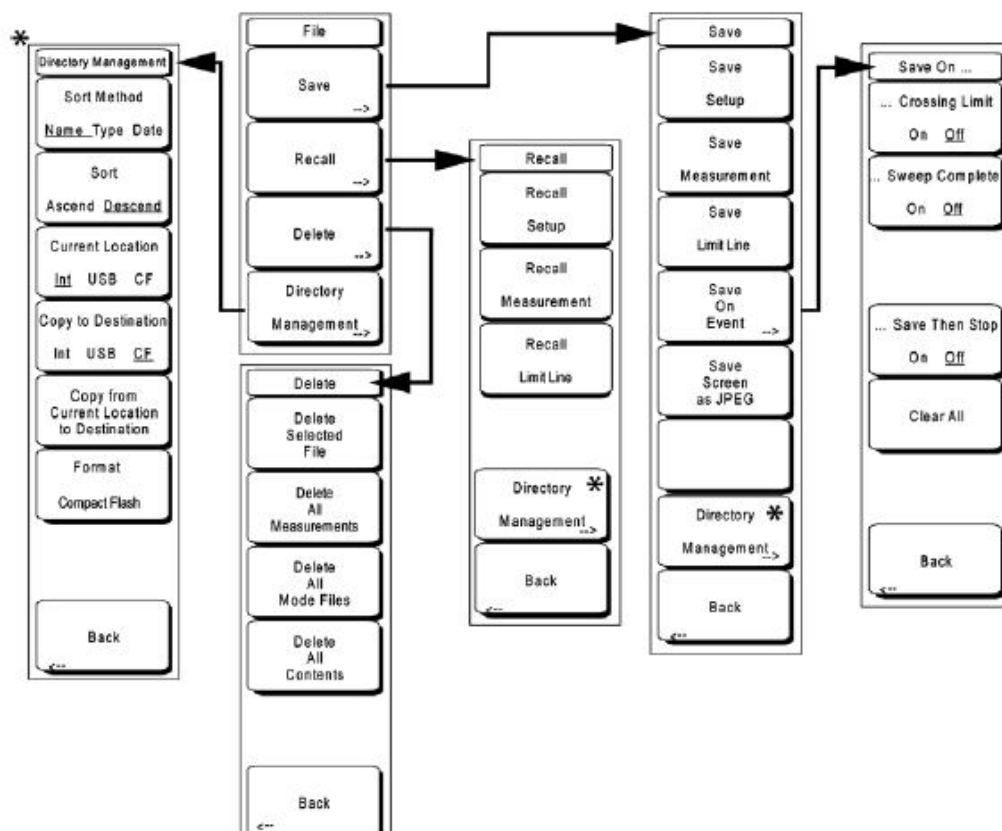 *
Directory Management
Sort Method
Name Type Date
Sort
Ascend Descend
Current Location
Int USB CF
Copy to Destination
Int USB CF
Copy from
Current Location
to Destination
Format
Compact Flash
Back
<--
File
Save
-->
Recall
-->
Delete
-->
Directory
Management
-->
Delete
Delete
Selected
File
Delete
All
Measurements
Delete
All
Mode Files
Delete
All
Contents
Back
<--
Recall
Recall
Setup
Recall
Measurement
Recall
Limit Line
Directory *
Management
-->
Back
<--
Save
Save
Setup
Save
Measurement
Save
Limit Line
Save
On
Event
-->
Save
Screen
as JPEG
Directory *
Management
-->
Back
<--
Save On ...
... Crossing Limit
On Off
... Sweep Complete
On Off
... Save Then Stop
On Off
Clear All
Back
<--